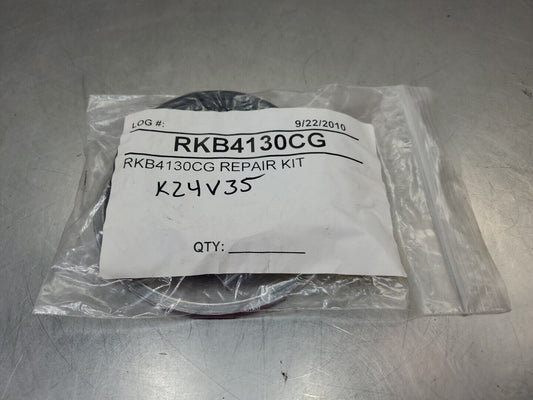 LOG #: 9/22/2010
RKB4130CG
RKB4130CG REPAIR KIT
K24V35
QTY: